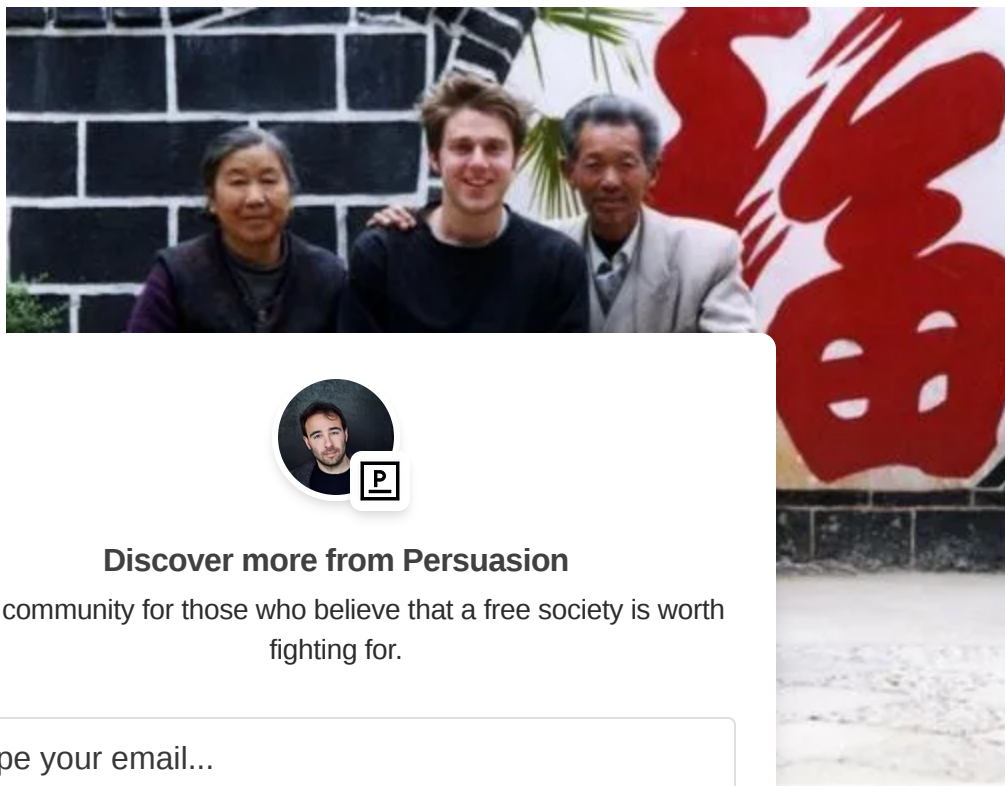 福
P
Discover more from Persuasion
community for those who believe that a free society is worth
fighting for.
pe your email...